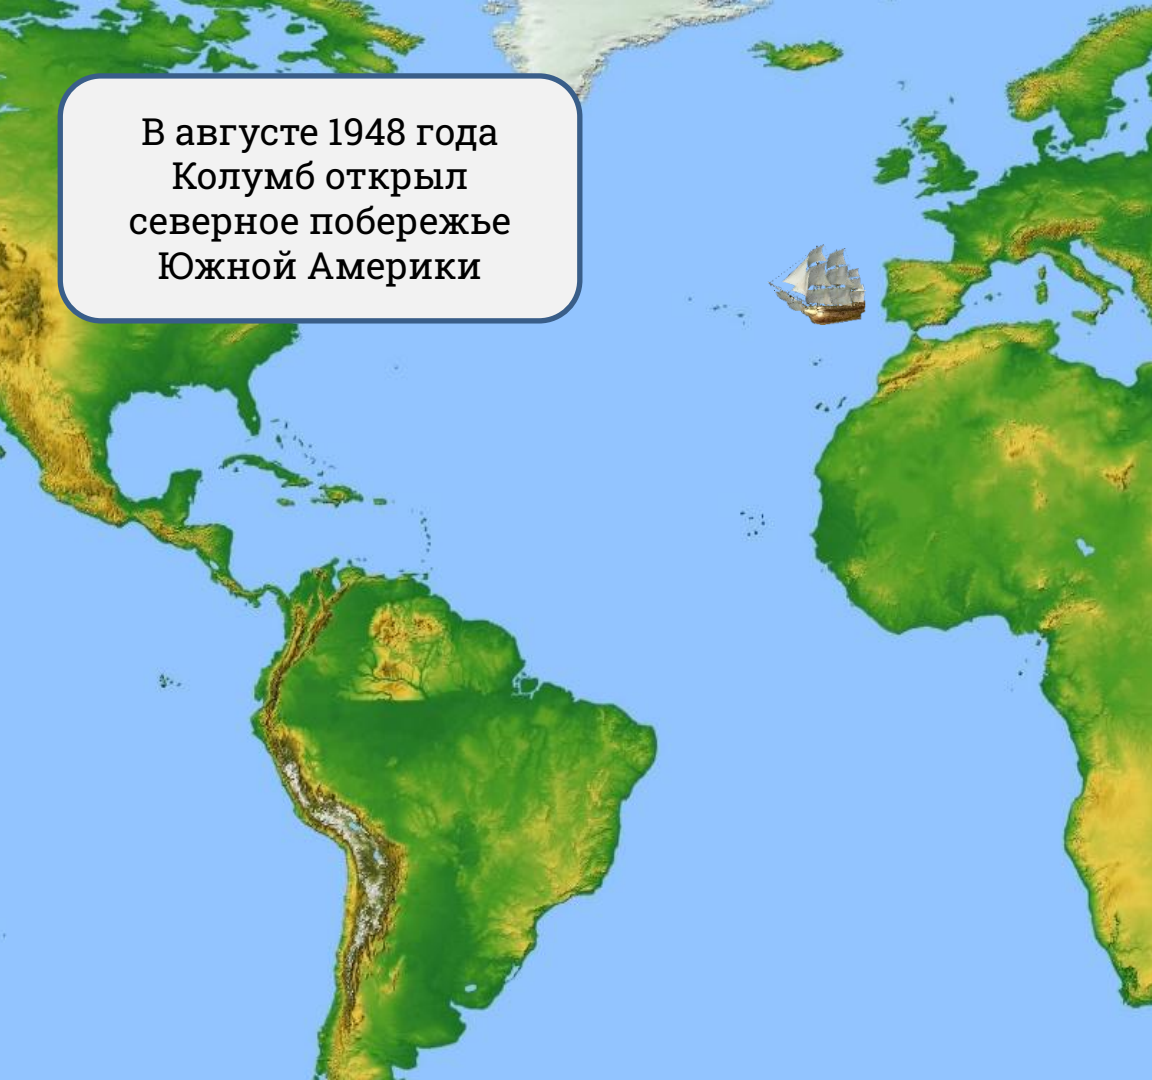 В августе 1948 года
Колумб открыл
северное побережье
Южной Америки